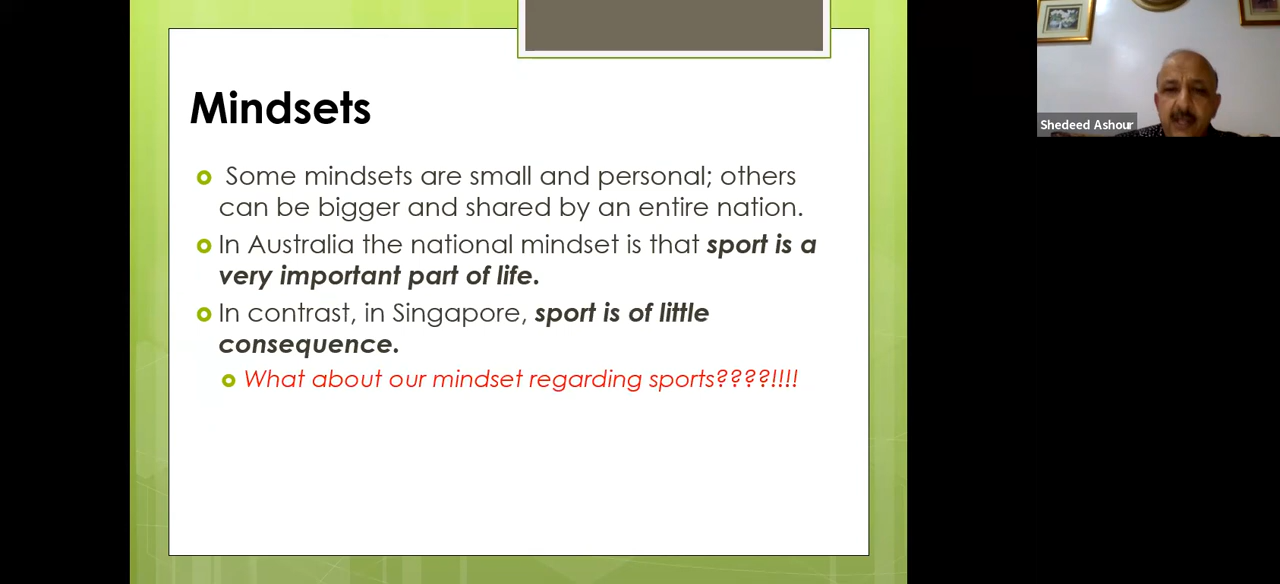 Mindsets
Some mindsets are small and personal; others
can be bigger and shared by an entire nation.
In Australia the national mindset is that sport is a
very important part of life.
In contrast, in Singapore, sport is of little
consequence.
What about our mindset regarding sports????!!!!
Shedeed Ashour